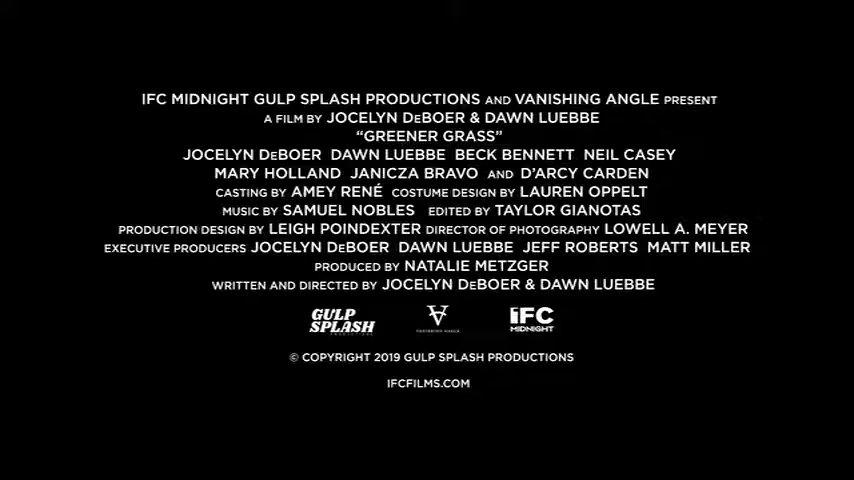 IFC MIDNIGHT GULP SPLASH PRODUCTIONS AND VANISHING ANGLE PRESENT
A FILM BY JOCELYN DeBOER & DAWN LUEBBE
"GREENER GRASS"
JOCELYN DeBOER DAWN LUEBBE BECK BENNETT NEIL CASEY
MARY HOLLAND JANICZA BRAVO AND D'ARCY CARDEN
CASTING BY AMEY RENÉ COSTUME DESIGN BY LAUREN OPPELT
MUSIC BY SAMUEL NOBLES EDITED BY TAYLOR GIANOTAS
PRODUCTION DESIGN BY LEIGH POINDEXTER DIRECTOR OF PHOTOGRAPHY LOWELL A. MEYER
EXECUTIVE PRODUCERS JOCELYN DeBOER DAWN LUEBBE JEFF ROBERTS MATT MILLER
PRODUCED BY NATALIE METZGER
WRITTEN AND DIRECTED BY JOCELYN DeBOER & DAWN LUEBBE
GULP SPLASH PRODUCTIONS
IFC MIDNIGHT
© COPYRIGHT 2019 GULP SPLASH PRODUCTIONS
IFCFILMS.COM